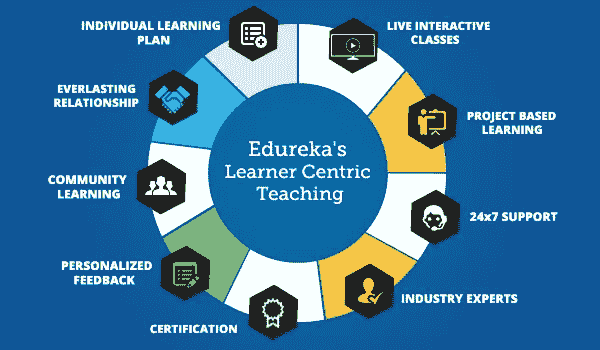 INDIVIDUAL LEARNING
PLAN
LIVE INTERACTIVE
CLASSES
EVERLASTING
RELATIONSHIP
PROJECT BASED
LEARNING
Edureka's
Learner Centric
Teaching
COMMUNITY
LEARNING
24x7 SUPPORT
PERSONALIZED
FEEDBACK
INDUSTRY EXPERTS
CERTIFICATION